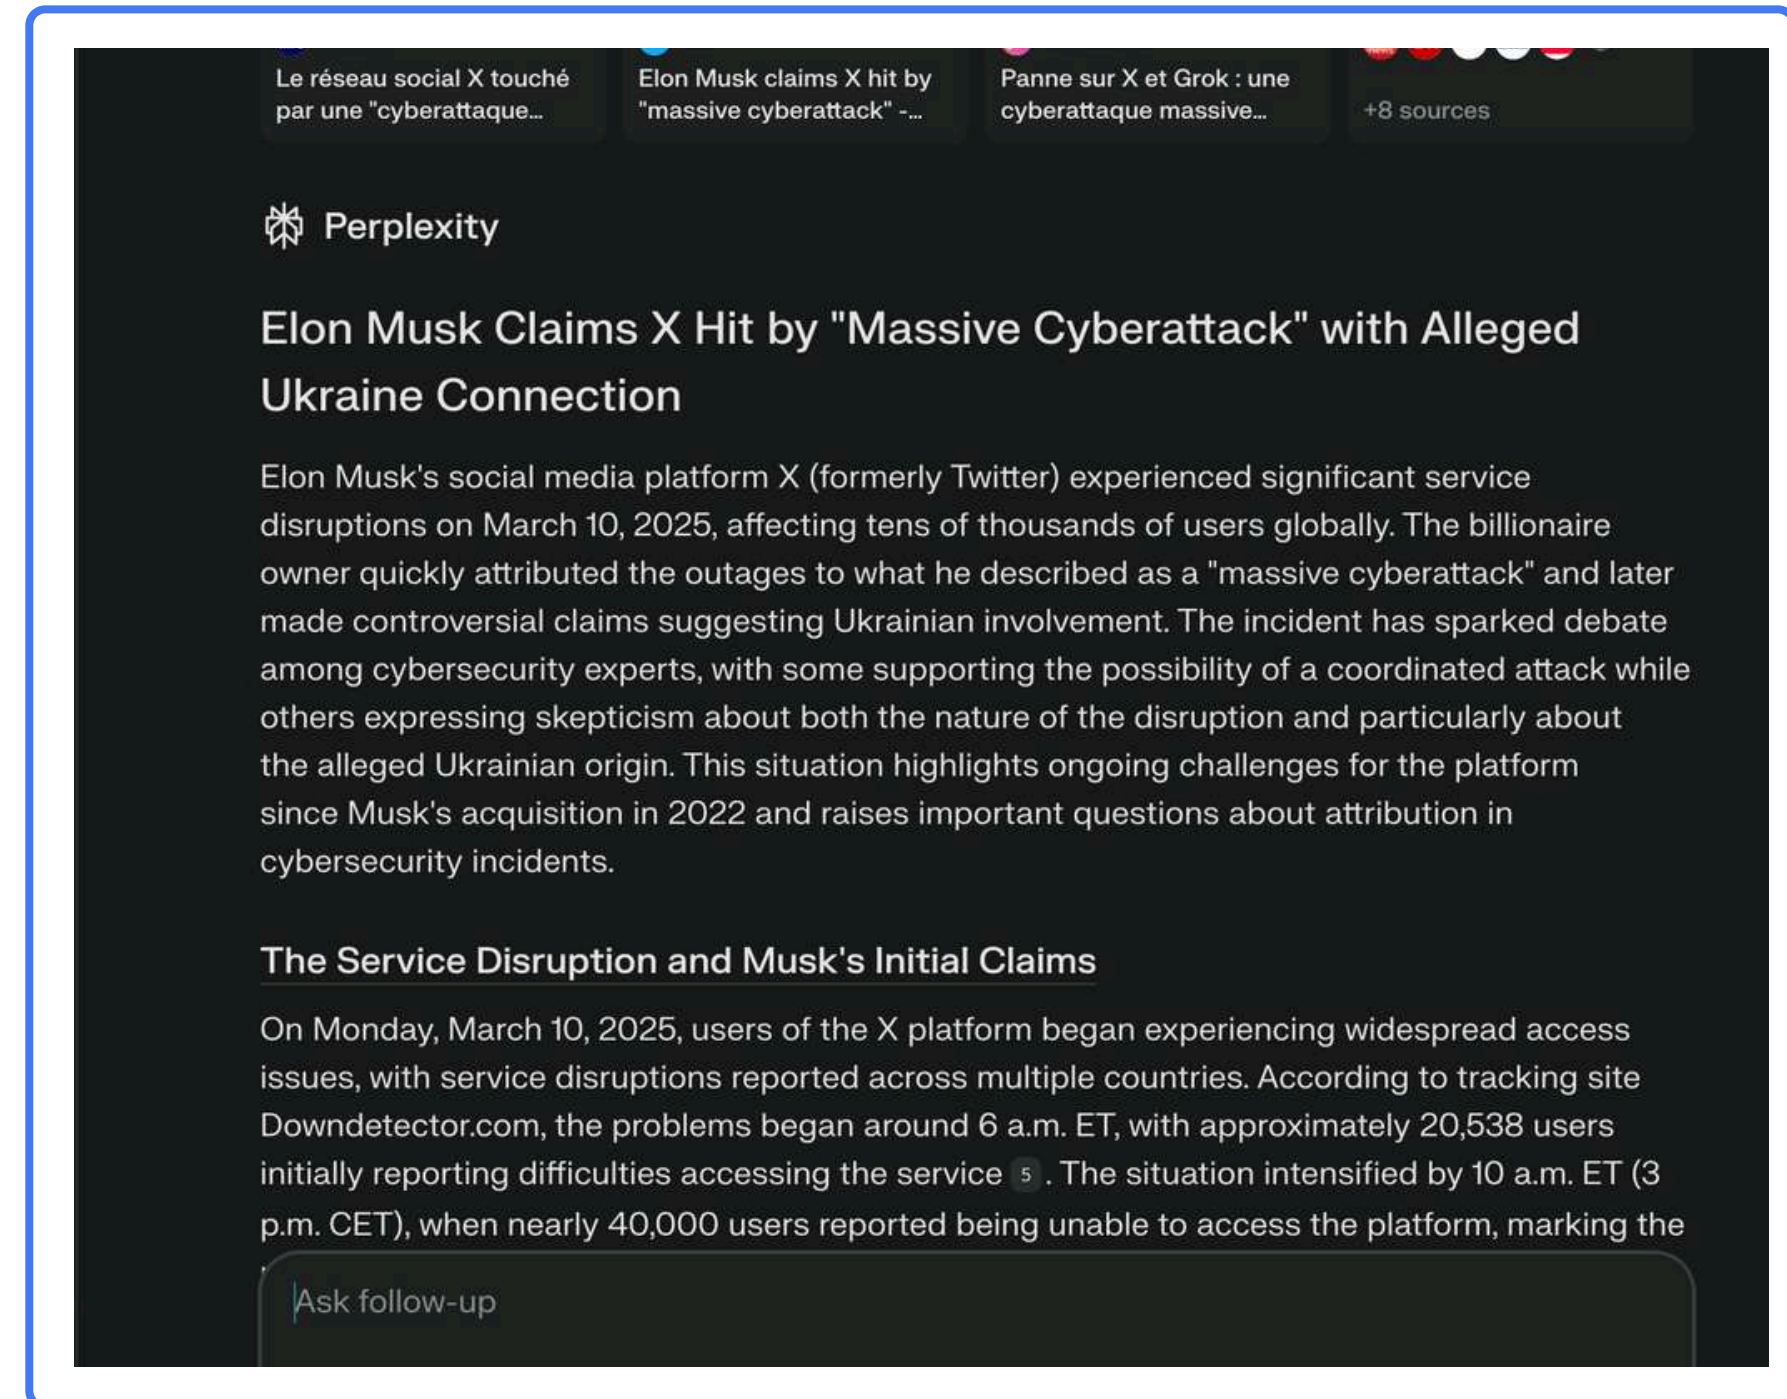 Le réseau social X touché
par une "cyberattaque...
Elon Musk claims X hit by
"massive cyberattack" -...
Panne sur X et Grok : une
cyberattaque massive...
+8 sources
Perplexity
Elon Musk Claims X Hit by "Massive Cyberattack" with Alleged
Ukraine Connection
Elon Musk's social media platform X (formerly Twitter) experienced significant service
disruptions on March 10, 2025, affecting tens of thousands of users globally. The billionaire
owner quickly attributed the outages to what he described as a "massive cyberattack" and later
made controversial claims suggesting Ukrainian involvement. The incident has sparked debate
among cybersecurity experts, with some supporting the possibility of a coordinated attack while
others expressing skepticism about both the nature of the disruption and particularly about
the alleged Ukrainian origin. This situation highlights ongoing challenges for the platform
since Musk's acquisition in 2022 and raises important questions about attribution in
cybersecurity incidents.
The Service Disruption and Musk's Initial Claims
On Monday, March 10, 2025, users of the X platform began experiencing widespread access
issues, with service disruptions reported across multiple countries. According to tracking site
Downdetector.com, the problems began around 6 a.m. ET, with approximately 20,538 users
initially reporting difficulties accessing the service 5 . The situation intensified by 10 a.m. ET (3
p.m. CET), when nearly 40,000 users reported being unable to access the platform, marking the
Ask follow-up